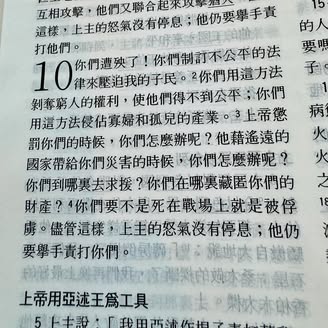 互相攻擊，他們又聯合起來攻擊猶大
上。儘管這樣，上主的怒氣沒有停息；他仍要舉手責
打他們。
10 你們遭殃了！你們制訂不公平的法
律來壓迫我的子民。²你們用這方法
剝奪窮人的權利，使他們得不到公平；你們
用這方法侵佔寡婦和孤兒的產業。³上帝懲
罰你們的時候，你們怎麼辦呢？他藉遙遠的
國家帶給你們災害的時候，你們怎麼辦呢？
你們到哪裏去求援？你們在哪裏藏匿你們的
財產？⁴你們要不是死在戰場上就是被俘
虜。儘管這樣，上主的怒氣沒有停息；他仍
要舉手責打你們。
上帝用亞述王爲工具
5 上主說：「我用亞述作棍子
15
的人
要嗎
子。
病
火
18